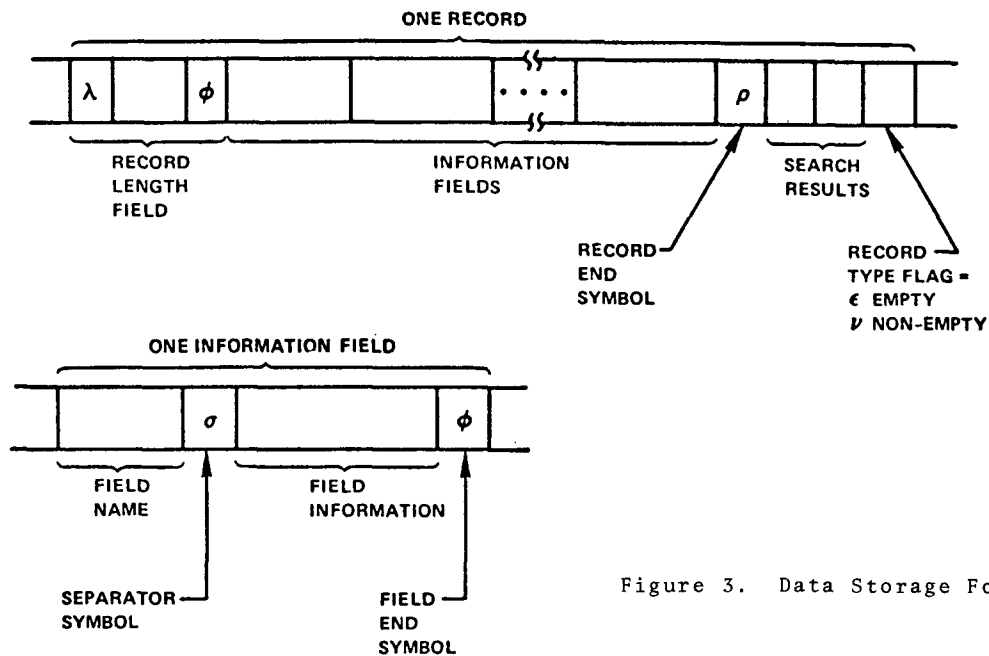 ONE RECORD
λ ϕ . . . . ρ
RECORD
LENGTH
FIELD
INFORMATION
FIELDS
SEARCH
RESULTS
RECORD
END
SYMBOL
RECORD
TYPE FLAG =
ϵ EMPTY
ν NON-EMPTY
ONE INFORMATION FIELD
σ ϕ
FIELD
NAME
FIELD
INFORMATION
SEPARATOR
SYMBOL
FIELD
END
SYMBOL
Figure 3. Data Storage Fo